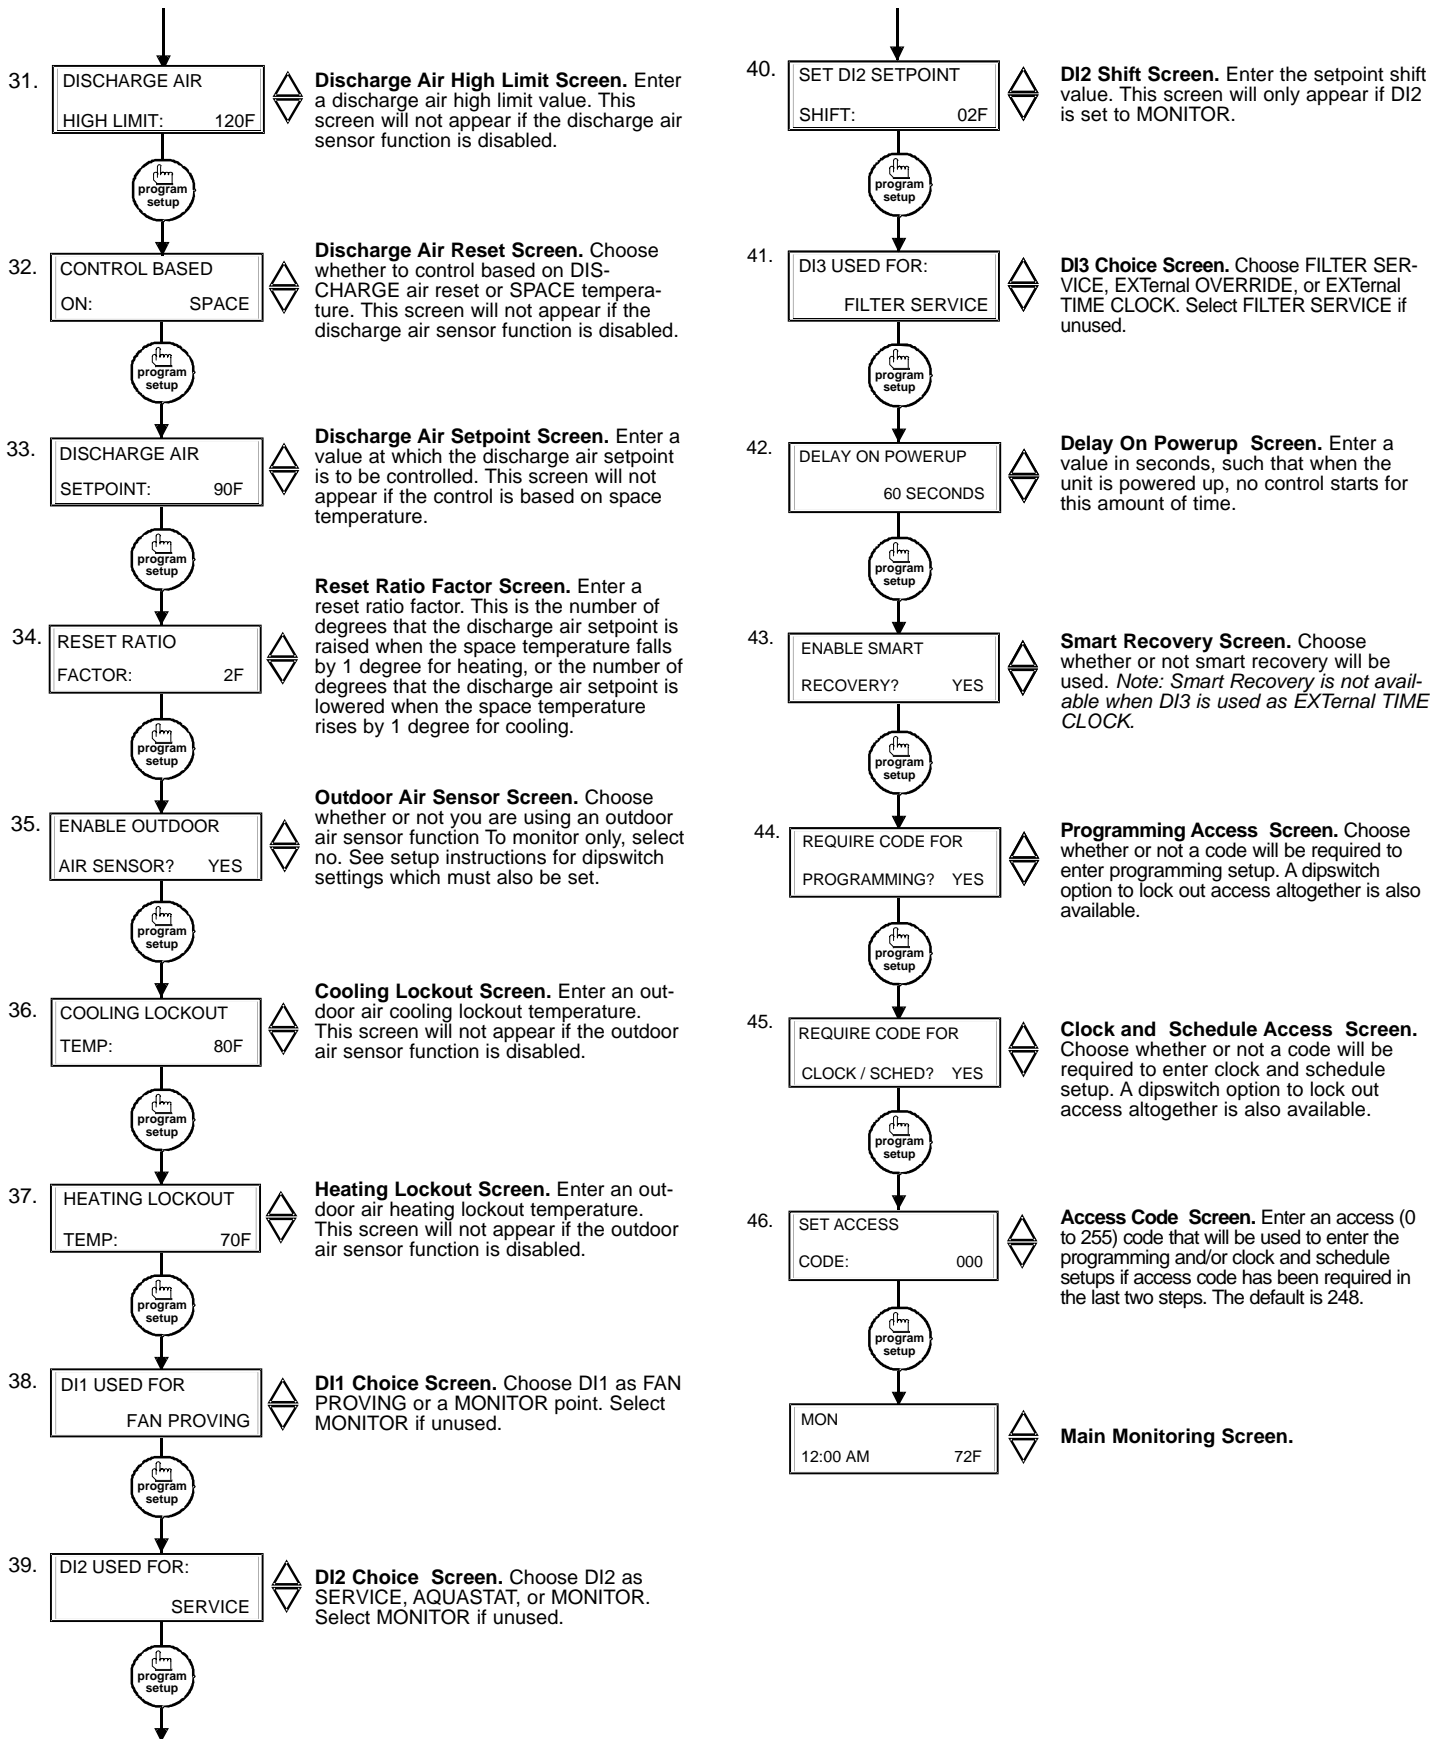 31.
DISCHARGE AIR
HIGH LIMIT: 120F
Discharge Air High Limit Screen. Enter
a discharge air high limit value. This
screen will not appear if the discharge air
sensor function is disabled.
program
setup
32.
CONTROL BASED
ON: SPACE
Discharge Air Reset Screen. Choose
whether to control based on DIS-
CHARGE air reset or SPACE tempera-
ture. This screen will not appear if the
discharge air sensor function is disabled.
program
setup
33.
DISCHARGE AIR
SETPOINT: 90F
Discharge Air Setpoint Screen. Enter a
value at which the discharge air setpoint
is to be controlled. This screen will not
appear if the control is based on space
temperature.
program
setup
34.
RESET RATIO
FACTOR: 2F
Reset Ratio Factor Screen. Enter a
reset ratio factor. This is the number of
degrees that the discharge air setpoint is
raised when the space temperature falls
by 1 degree for heating, or the number of
degrees that the discharge air setpoint is
lowered when the space temperature
rises by 1 degree for cooling.
program
setup
35.
ENABLE OUTDOOR
AIR SENSOR? YES
Outdoor Air Sensor Screen. Choose
whether or not you are using an outdoor
air sensor function To monitor only, select
no. See setup instructions for dipswitch
settings which must also be set.
program
setup
36.
COOLING LOCKOUT
TEMP: 80F
Cooling Lockout Screen. Enter an out-
door air cooling lockout temperature.
This screen will not appear if the outdoor
air sensor function is disabled.
program
setup
37.
HEATING LOCKOUT
TEMP: 70F
Heating Lockout Screen. Enter an out-
door air heating lockout temperature.
This screen will not appear if the outdoor
air sensor function is disabled.
program
setup
38.
DI1 USED FOR
FAN PROVING
DI1 Choice Screen. Choose DI1 as FAN
PROVING or a MONITOR point. Select
MONITOR if unused.
program
setup
39.
DI2 USED FOR:
SERVICE
DI2 Choice Screen. Choose DI2 as
SERVICE, AQUASTAT, or MONITOR.
Select MONITOR if unused.
program
setup
40.
SET DI2 SETPOINT
SHIFT: 02F
DI2 Shift Screen. Enter the setpoint shift
value. This screen will only appear if DI2
is set to MONITOR.
program
setup
41.
DI3 USED FOR:
FILTER SERVICE
DI3 Choice Screen. Choose FILTER SER-
VICE, EXTernal OVERRIDE, or EXTernal
TIME CLOCK. Select FILTER SERVICE if
unused.
program
setup
42.
DELAY ON POWERUP
60 SECONDS
Delay On Powerup Screen. Enter a
value in seconds, such that when the
unit is powered up, no control starts for
this amount of time.
program
setup
43.
ENABLE SMART
RECOVERY? YES
Smart Recovery Screen. Choose
whether or not smart recovery will be
used. Note: Smart Recovery is not avail-
able when DI3 is used as EXTernal TIME
CLOCK.
program
setup
44.
REQUIRE CODE FOR
PROGRAMMING? YES
Programming Access Screen. Choose
whether or not a code will be required to
enter programming setup. A dipswitch
option to lock out access altogether is also
available.
program
setup
45.
REQUIRE CODE FOR
CLOCK / SCHED? YES
Clock and Schedule Access Screen.
Choose whether or not a code will be
required to enter clock and schedule
setup. A dipswitch option to lock out
access altogether is also available.
program
setup
46.
SET ACCESS
CODE: 000
Access Code Screen. Enter an access (0
to 255) code that will be used to enter the
programming and/or clock and schedule
setups if access code has been required in
the last two steps. The default is 248.
program
setup
MON
12:00 AM 72F
Main Monitoring Screen.